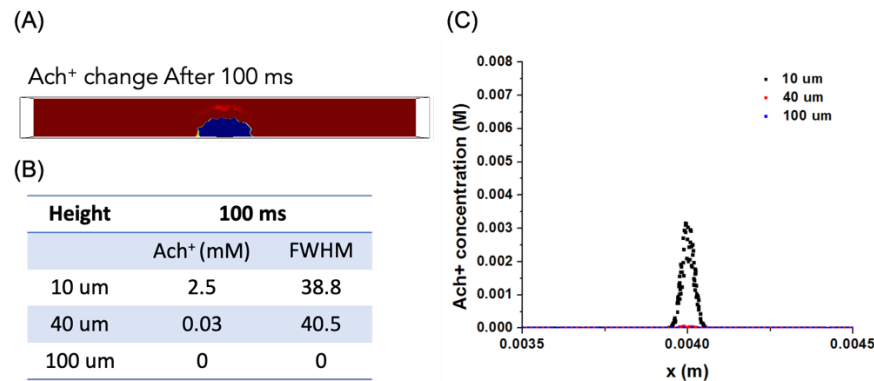 (A)
Ach⁺ change After 100 ms
(B)
Height 100 ms
Ach⁺ (mM) FWHM
10 um 2.5 38.8
40 um 0.03 40.5
100 um 0 0
(C)
Ach+ concentration (M)
0.008
0.007
0.006
0.005
0.004
0.003
0.002
0.001
0.000
10 um
40 um
100 um
0.0035 0.0040 0.0045
x (m)